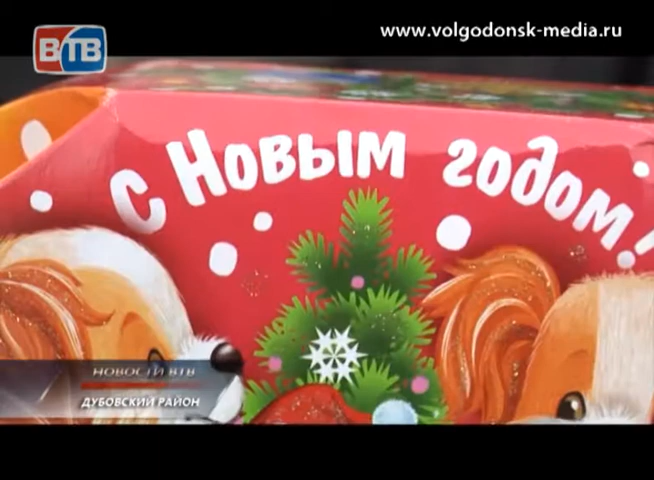 www.volgodonsk-media.ru
ВТВ
с Новым годом!
НОВОСТИ ВТВ
ДУБОВСКИЙ РАЙОН